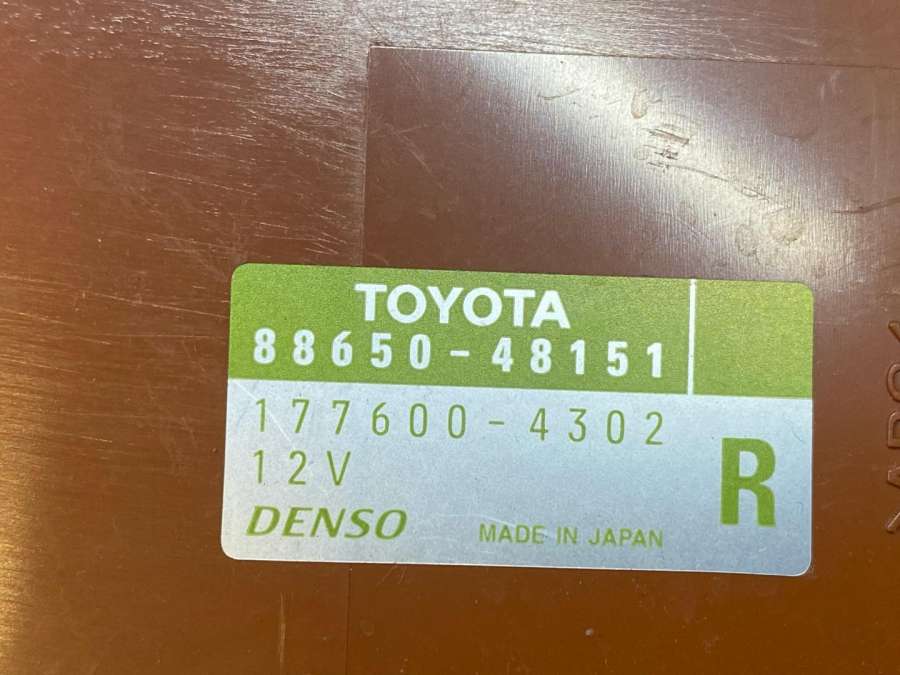 TOYOTA
88650-48151
177600-4302
12V
R
DENSO
MADE IN JAPAN